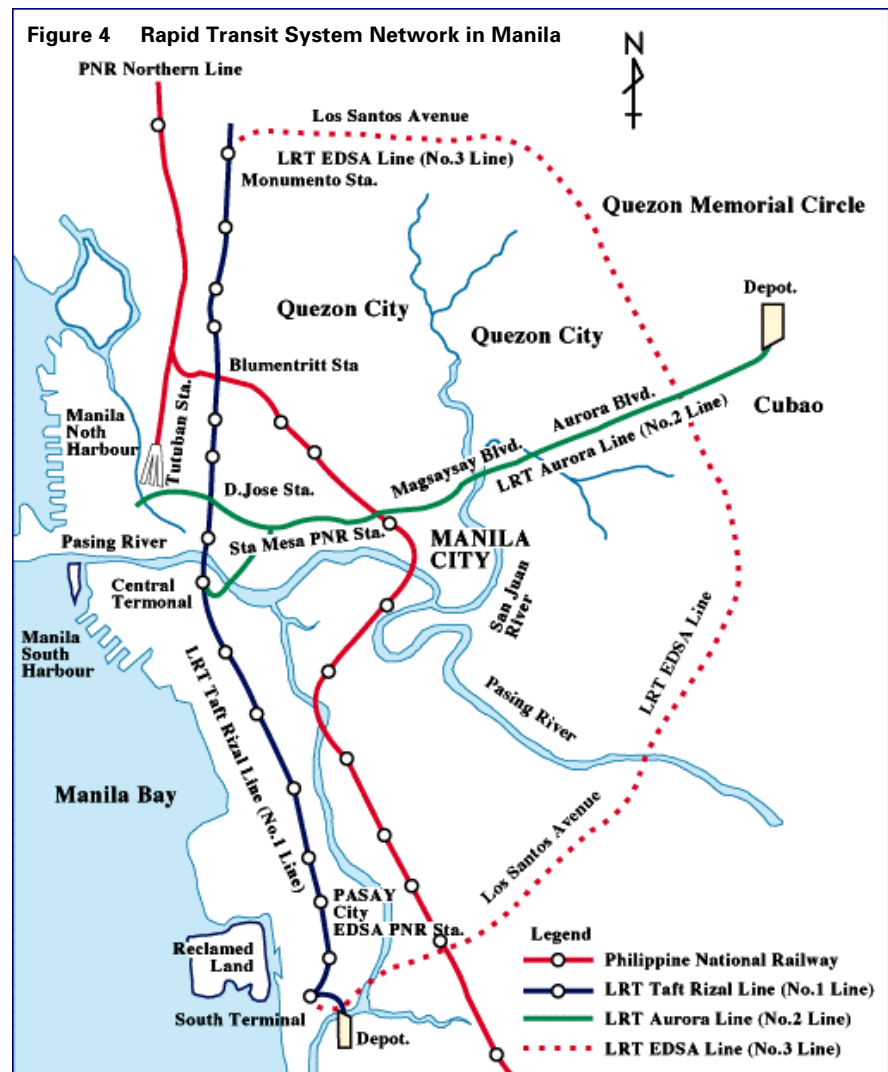 Figure 4 Rapid Transit System Network in Manila
PNR Northern Line
N
Los Santos Avenue
LRT EDSA Line (No.3 Line)
Monumento Sta.
Quezon Memorial Circle
Depot.
Quezon City
Quezon City
Blumentritt Sta
Tutuban Sta.
Manila
Noth
Harbour
Aurora Blvd.
Cubao
LRT Aurora Line (No.2 Line)
Magsaysay Blvd.
D.Jose Sta.
Sta Mesa PNR Sta.
Pasing River
MANILA
CITY
Central
Termonal
San Juan
River
Manila
South
Harbour
LRT EDSA Line
Pasing River
LRT Taft Rizal Line (No.1 Line)
Manila Bay
Los Santos Avenue
PASAY
City
EDSA PNR Sta.
Reclamed
Land
South Terminal
Depot.
Legend
Philippine National Railway
LRT Taft Rizal Line (No.1 Line)
LRT Aurora Line (No.2 Line)
LRT EDSA Line (No.3 Line)